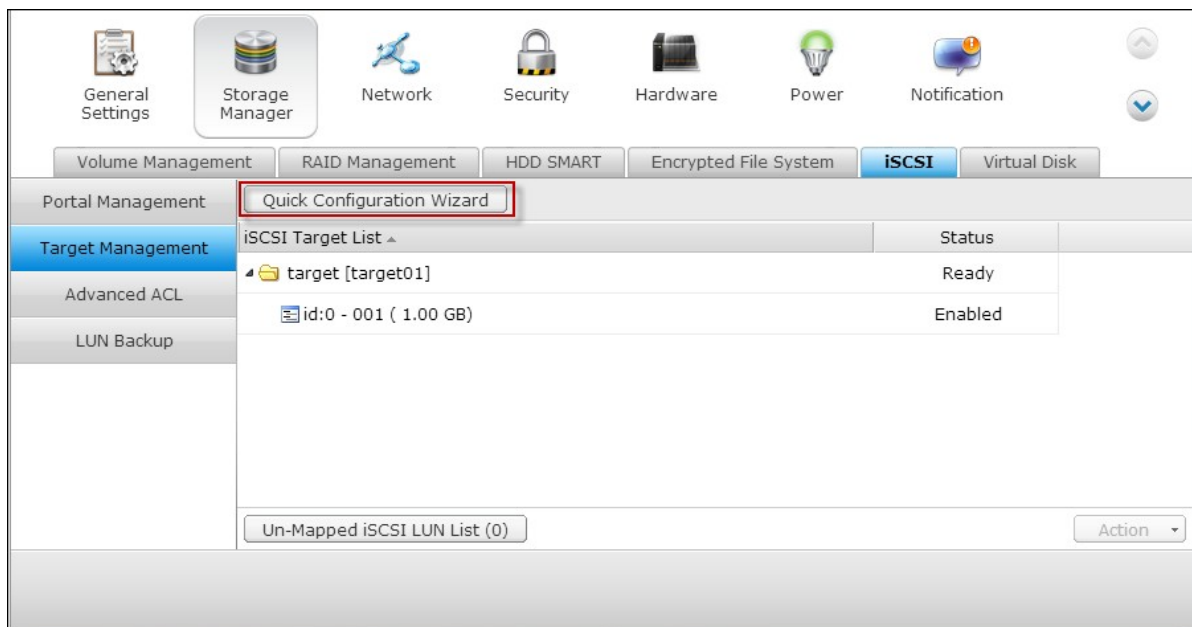 General Settings
Storage Manager
Network
Security
Hardware
Power
Notification
Volume Management
RAID Management
HDD SMART
Encrypted File System
iSCSI
Virtual Disk
Portal Management
Quick Configuration Wizard
Target Management
iSCSI Target List
Status
target [target01]
Ready
Advanced ACL
id:0 - 001 ( 1.00 GB)
Enabled
LUN Backup
Un-Mapped iSCSI LUN List (0)
Action